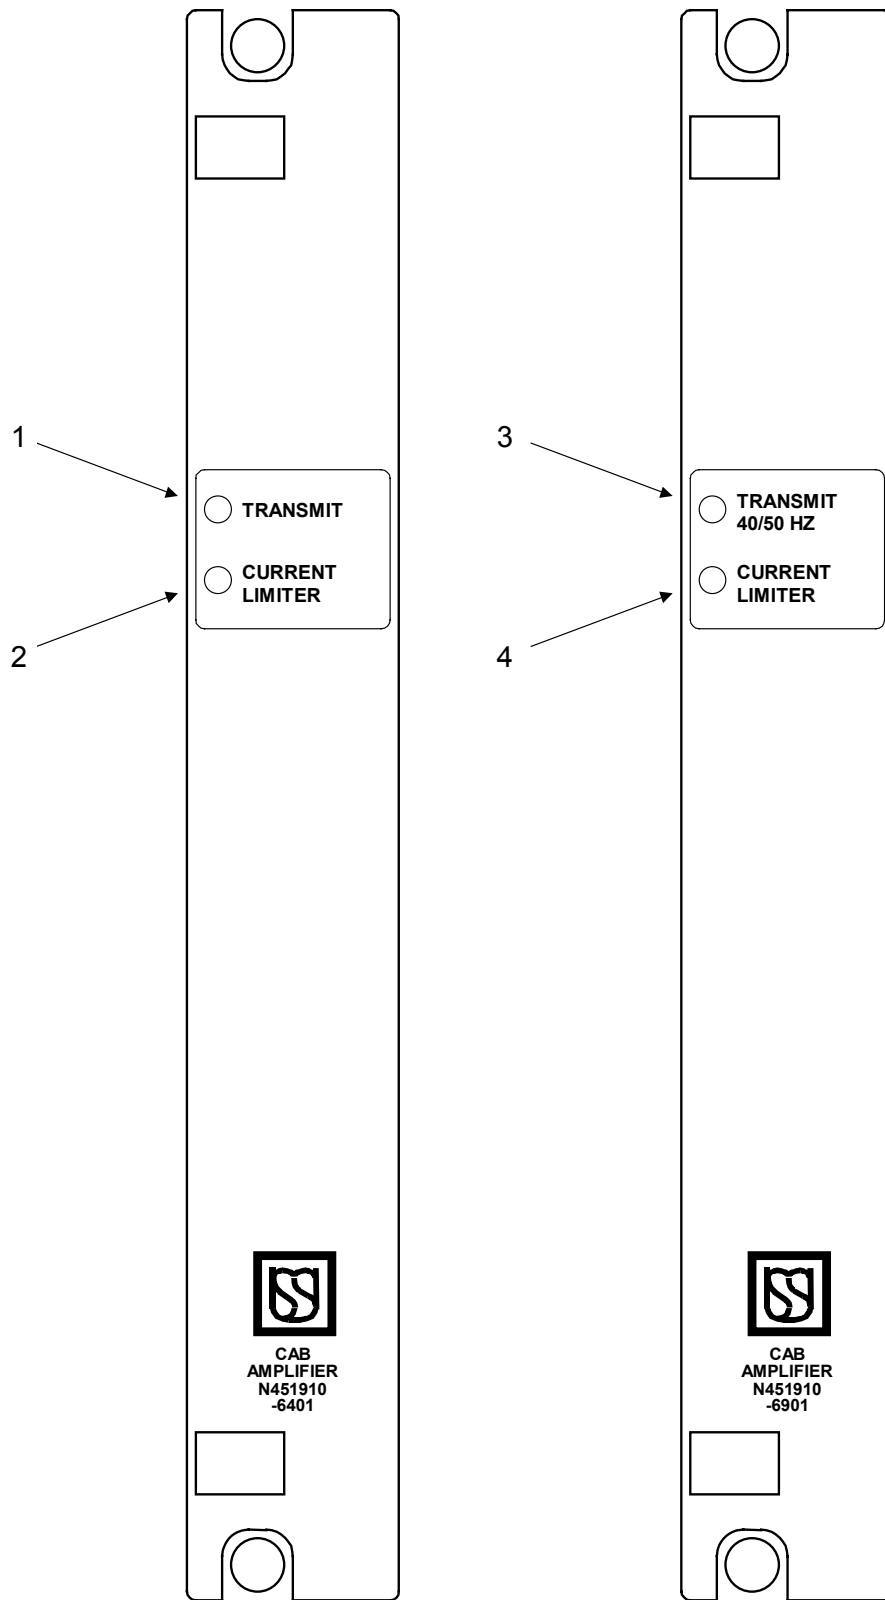 1
TRANSMIT
CURRENT
LIMITER
2
CAB
AMPLIFIER
N451910
-6401
3
TRANSMIT
40/50 HZ
CURRENT
LIMITER
4
CAB
AMPLIFIER
N451910
-6901